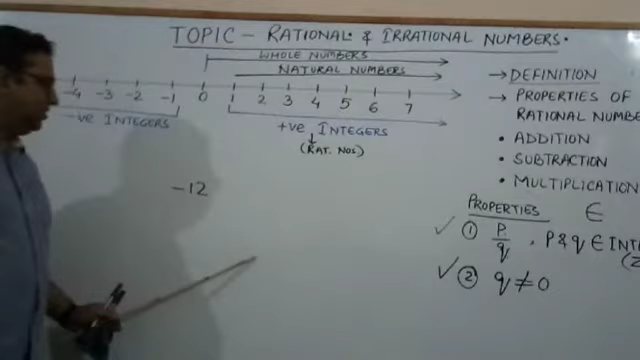 TOPIC – RATIONAL & IRRATIONAL NUMBERS.
WHOLE NUMBERS
NATURAL NUMBERS
-4 -3 -2 -1 0 1 2 3 4 5 6 7
-ve INTEGERS
+ve INTEGERS
(RAT. NOS)
-12
→ DEFINITION
→ PROPERTIES OF
RATIONAL NUMBE
• ADDITION
• SUBTRACTION
• MULTIPLICATION
PROPERTIES ∈
✓ ① P/q , P & q ∈ INTE
(Z
✓ ② q ≠ 0